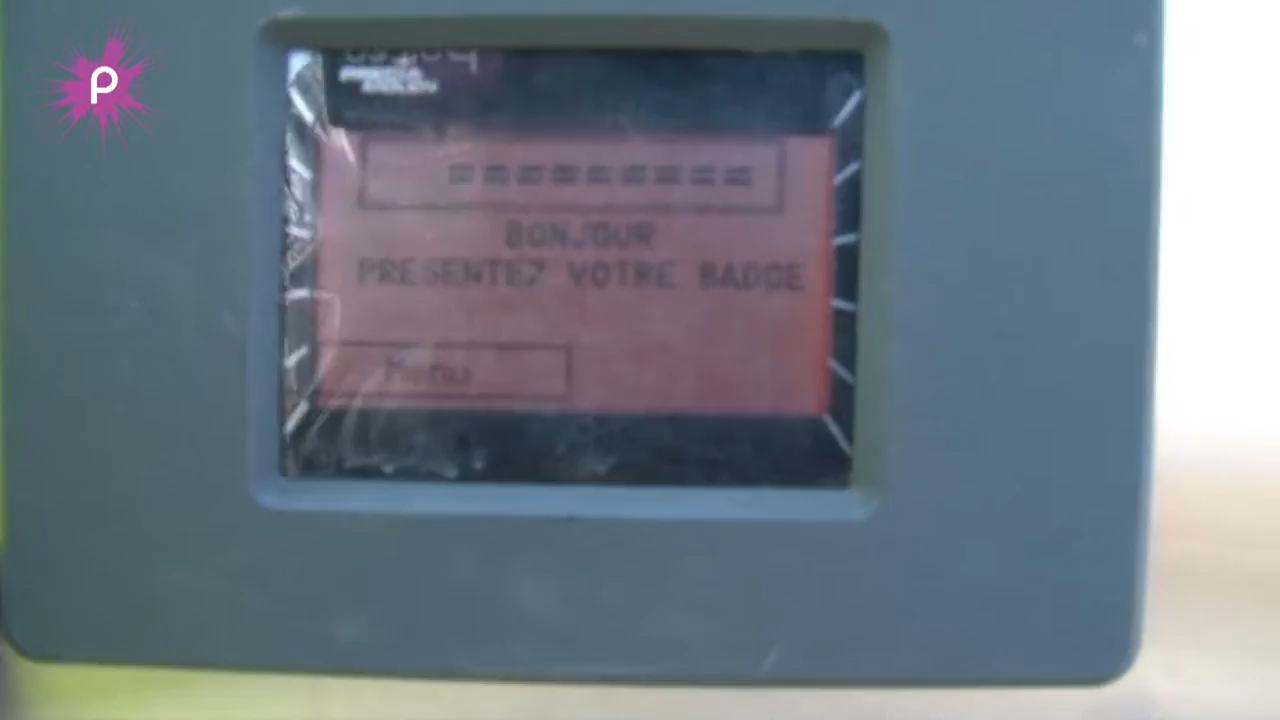 P
========= 
BONJOUR
PRESENTEZ VOTRE BADGE
Menu